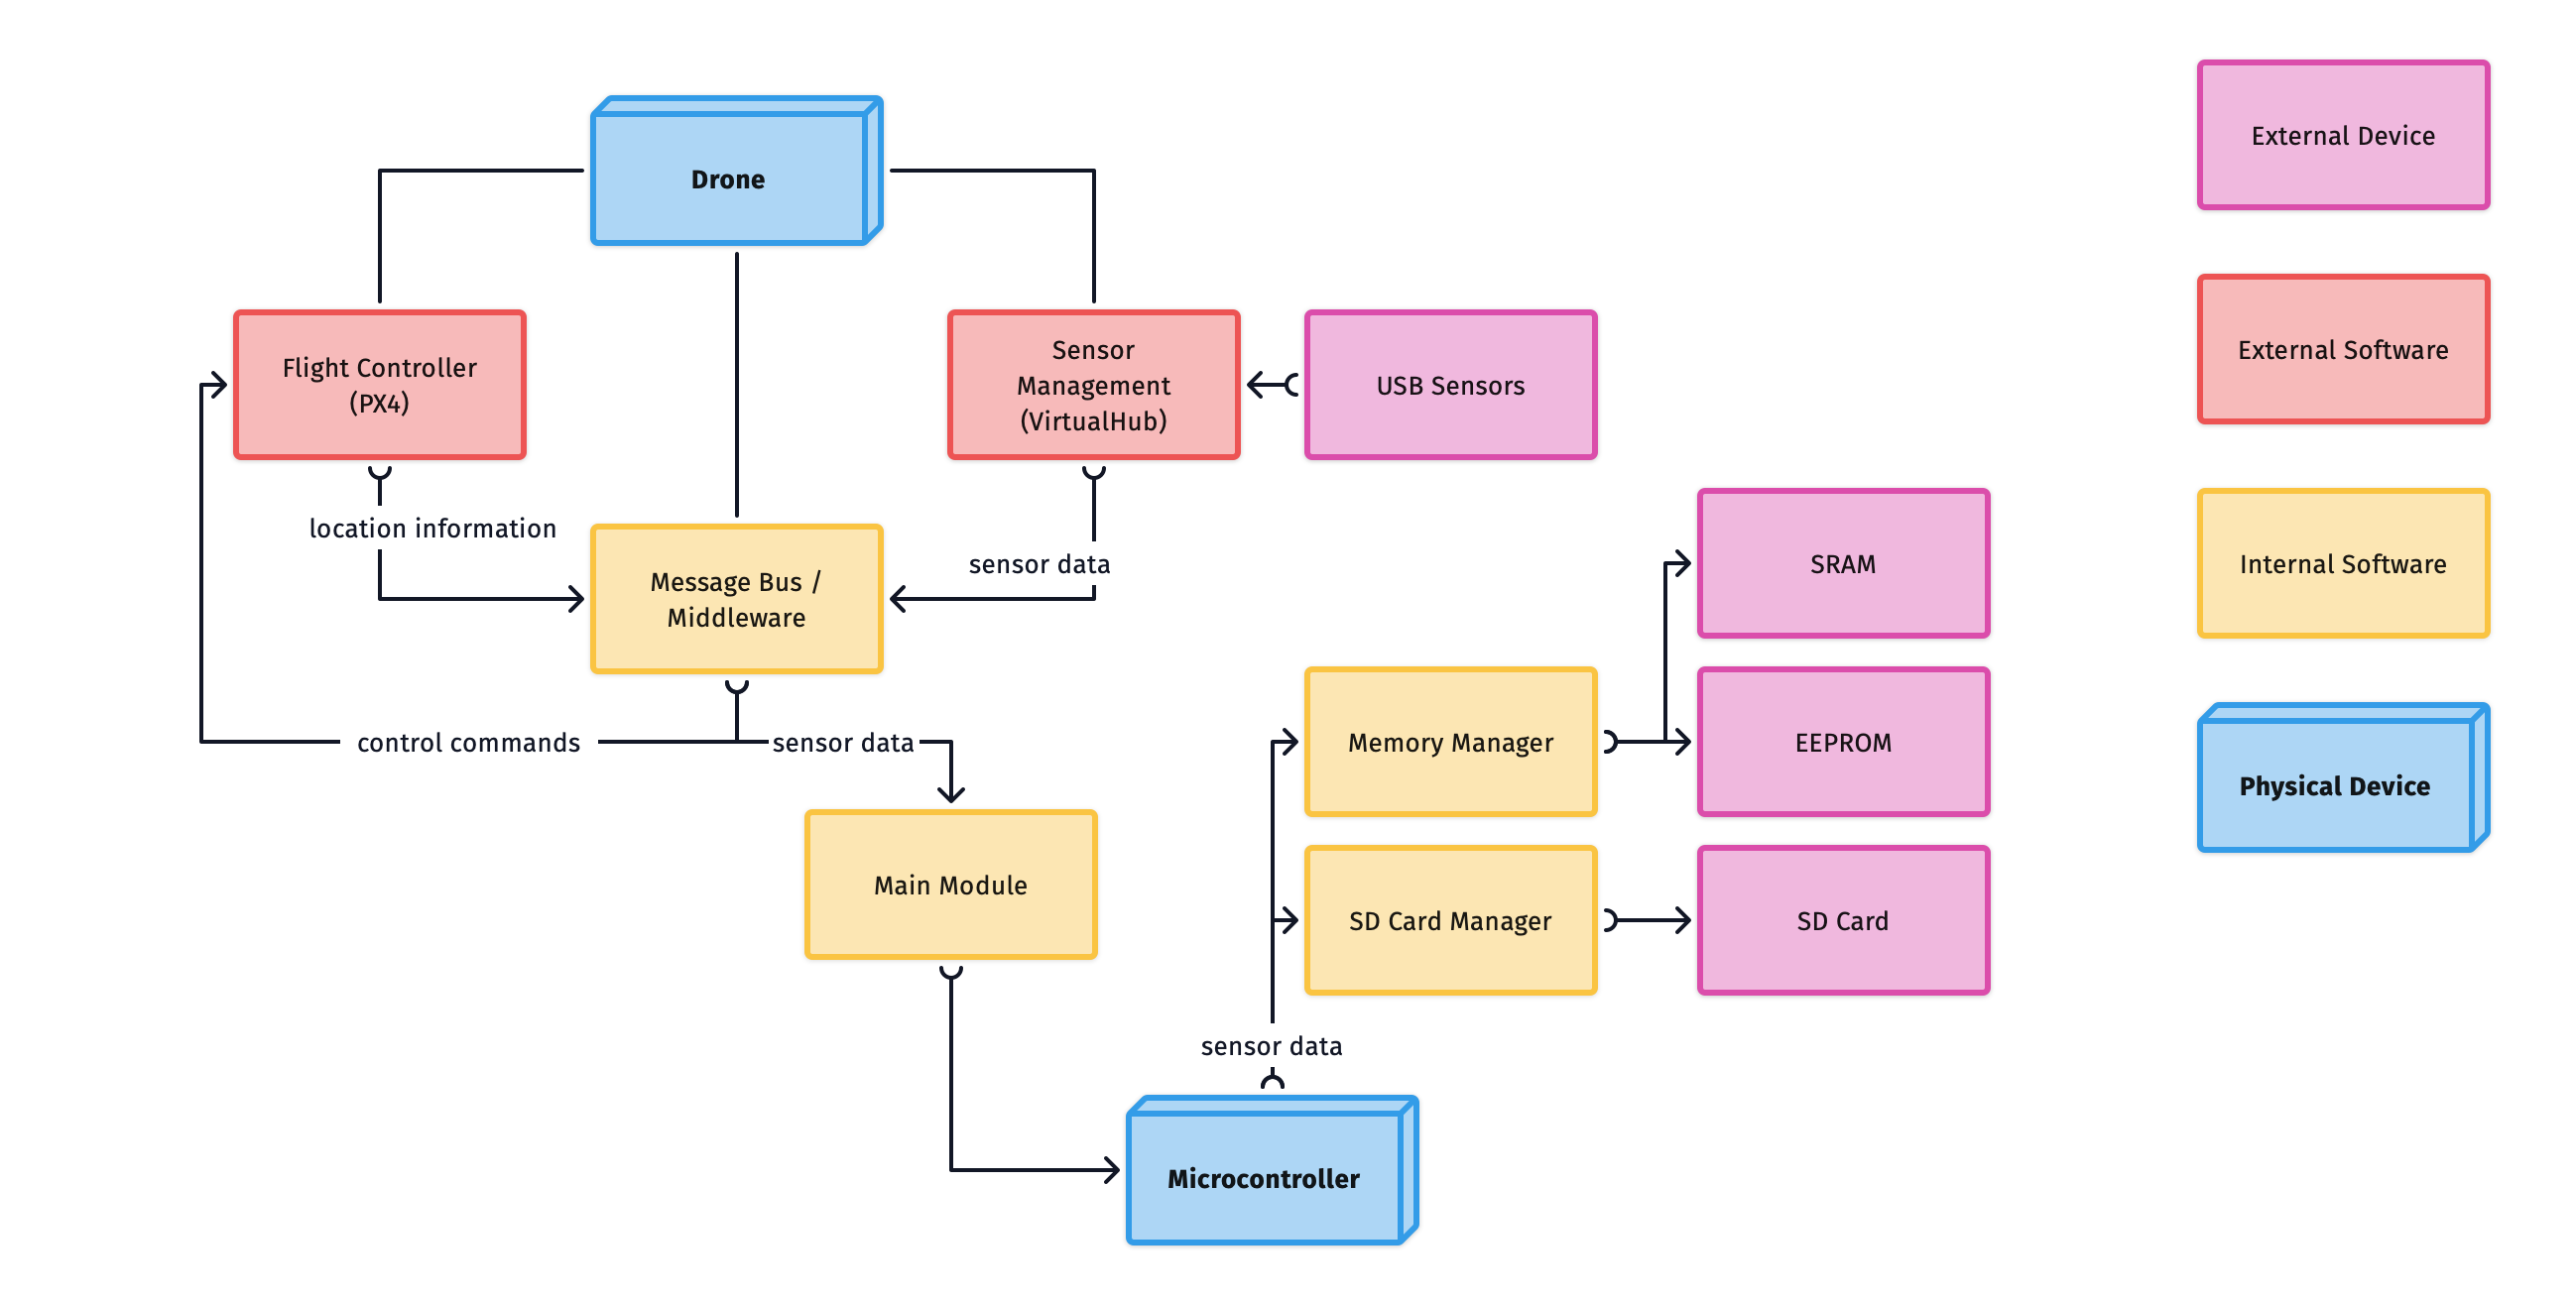 Drone
Flight Controller
(PX4)
Sensor
Management
(VirtualHub)
USB Sensors
location information
sensor data
Message Bus /
Middleware
control commands
sensor data
Main Module
SRAM
Memory Manager
EEPROM
SD Card Manager
SD Card
sensor data
Microcontroller
External Device
External Software
Internal Software
Physical Device